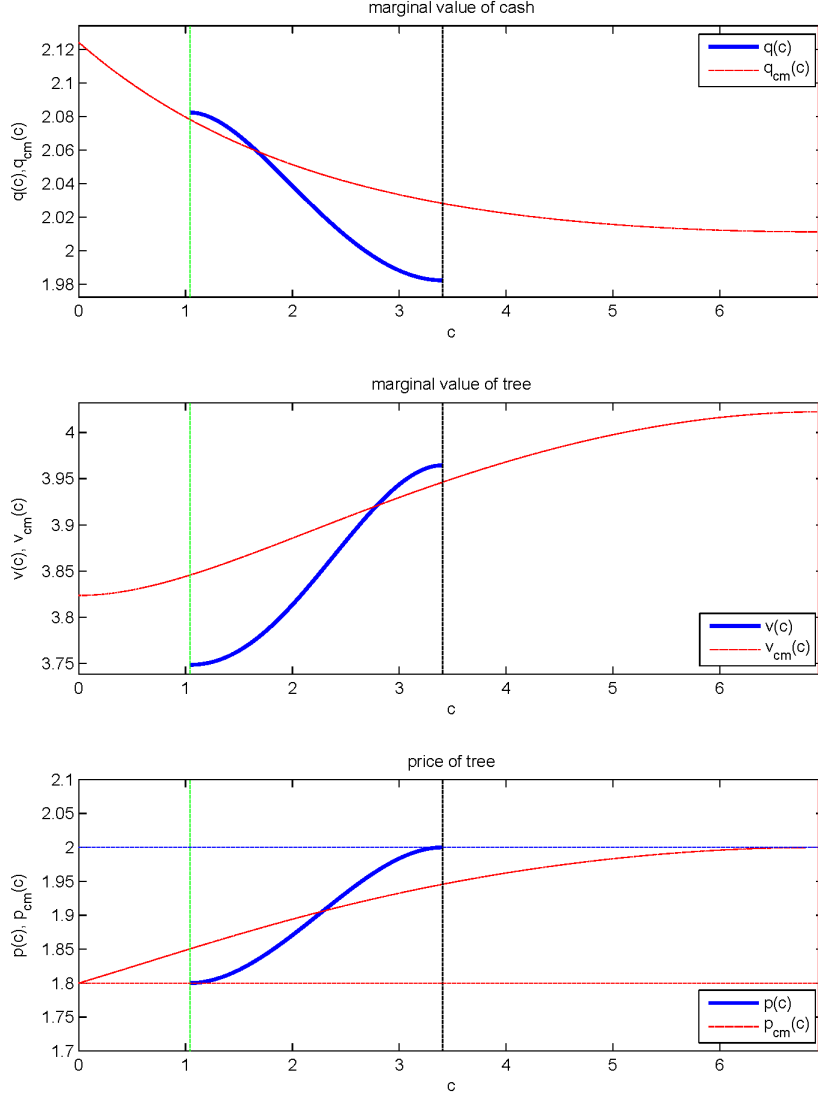 marginal value of cash
2.12
2.1
2.08
2.06
2.04
2.02
2
1.98
q(c),q_cm(c)
q(c)
q_cm(c)
0 1 2 3 4 5 6
c
marginal value of tree
4
3.95
3.9
3.85
3.8
3.75
v(c), v_cm(c)
v(c)
v_cm(c)
0 1 2 3 4 5 6
c
price of tree
2.1
2.05
2
1.95
1.9
1.85
1.8
1.75
1.7
p(c), p_cm(c)
p(c)
p_cm(c)
0 1 2 3 4 5 6
c